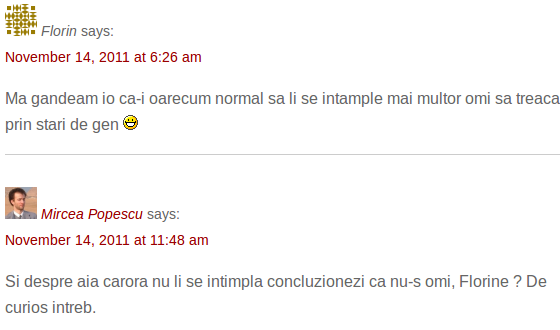 Florin says:
November 14, 2011 at 6:26 am
Ma gandeam io ca-i oarecum normal sa li se intample mai multor omi sa treaca
prin stari de gen
Mircea Popescu says:
November 14, 2011 at 11:48 am
Si despre aia carora nu li se intimpla concluzionezi ca nu-s omi, Florine ? De
curios intreb.